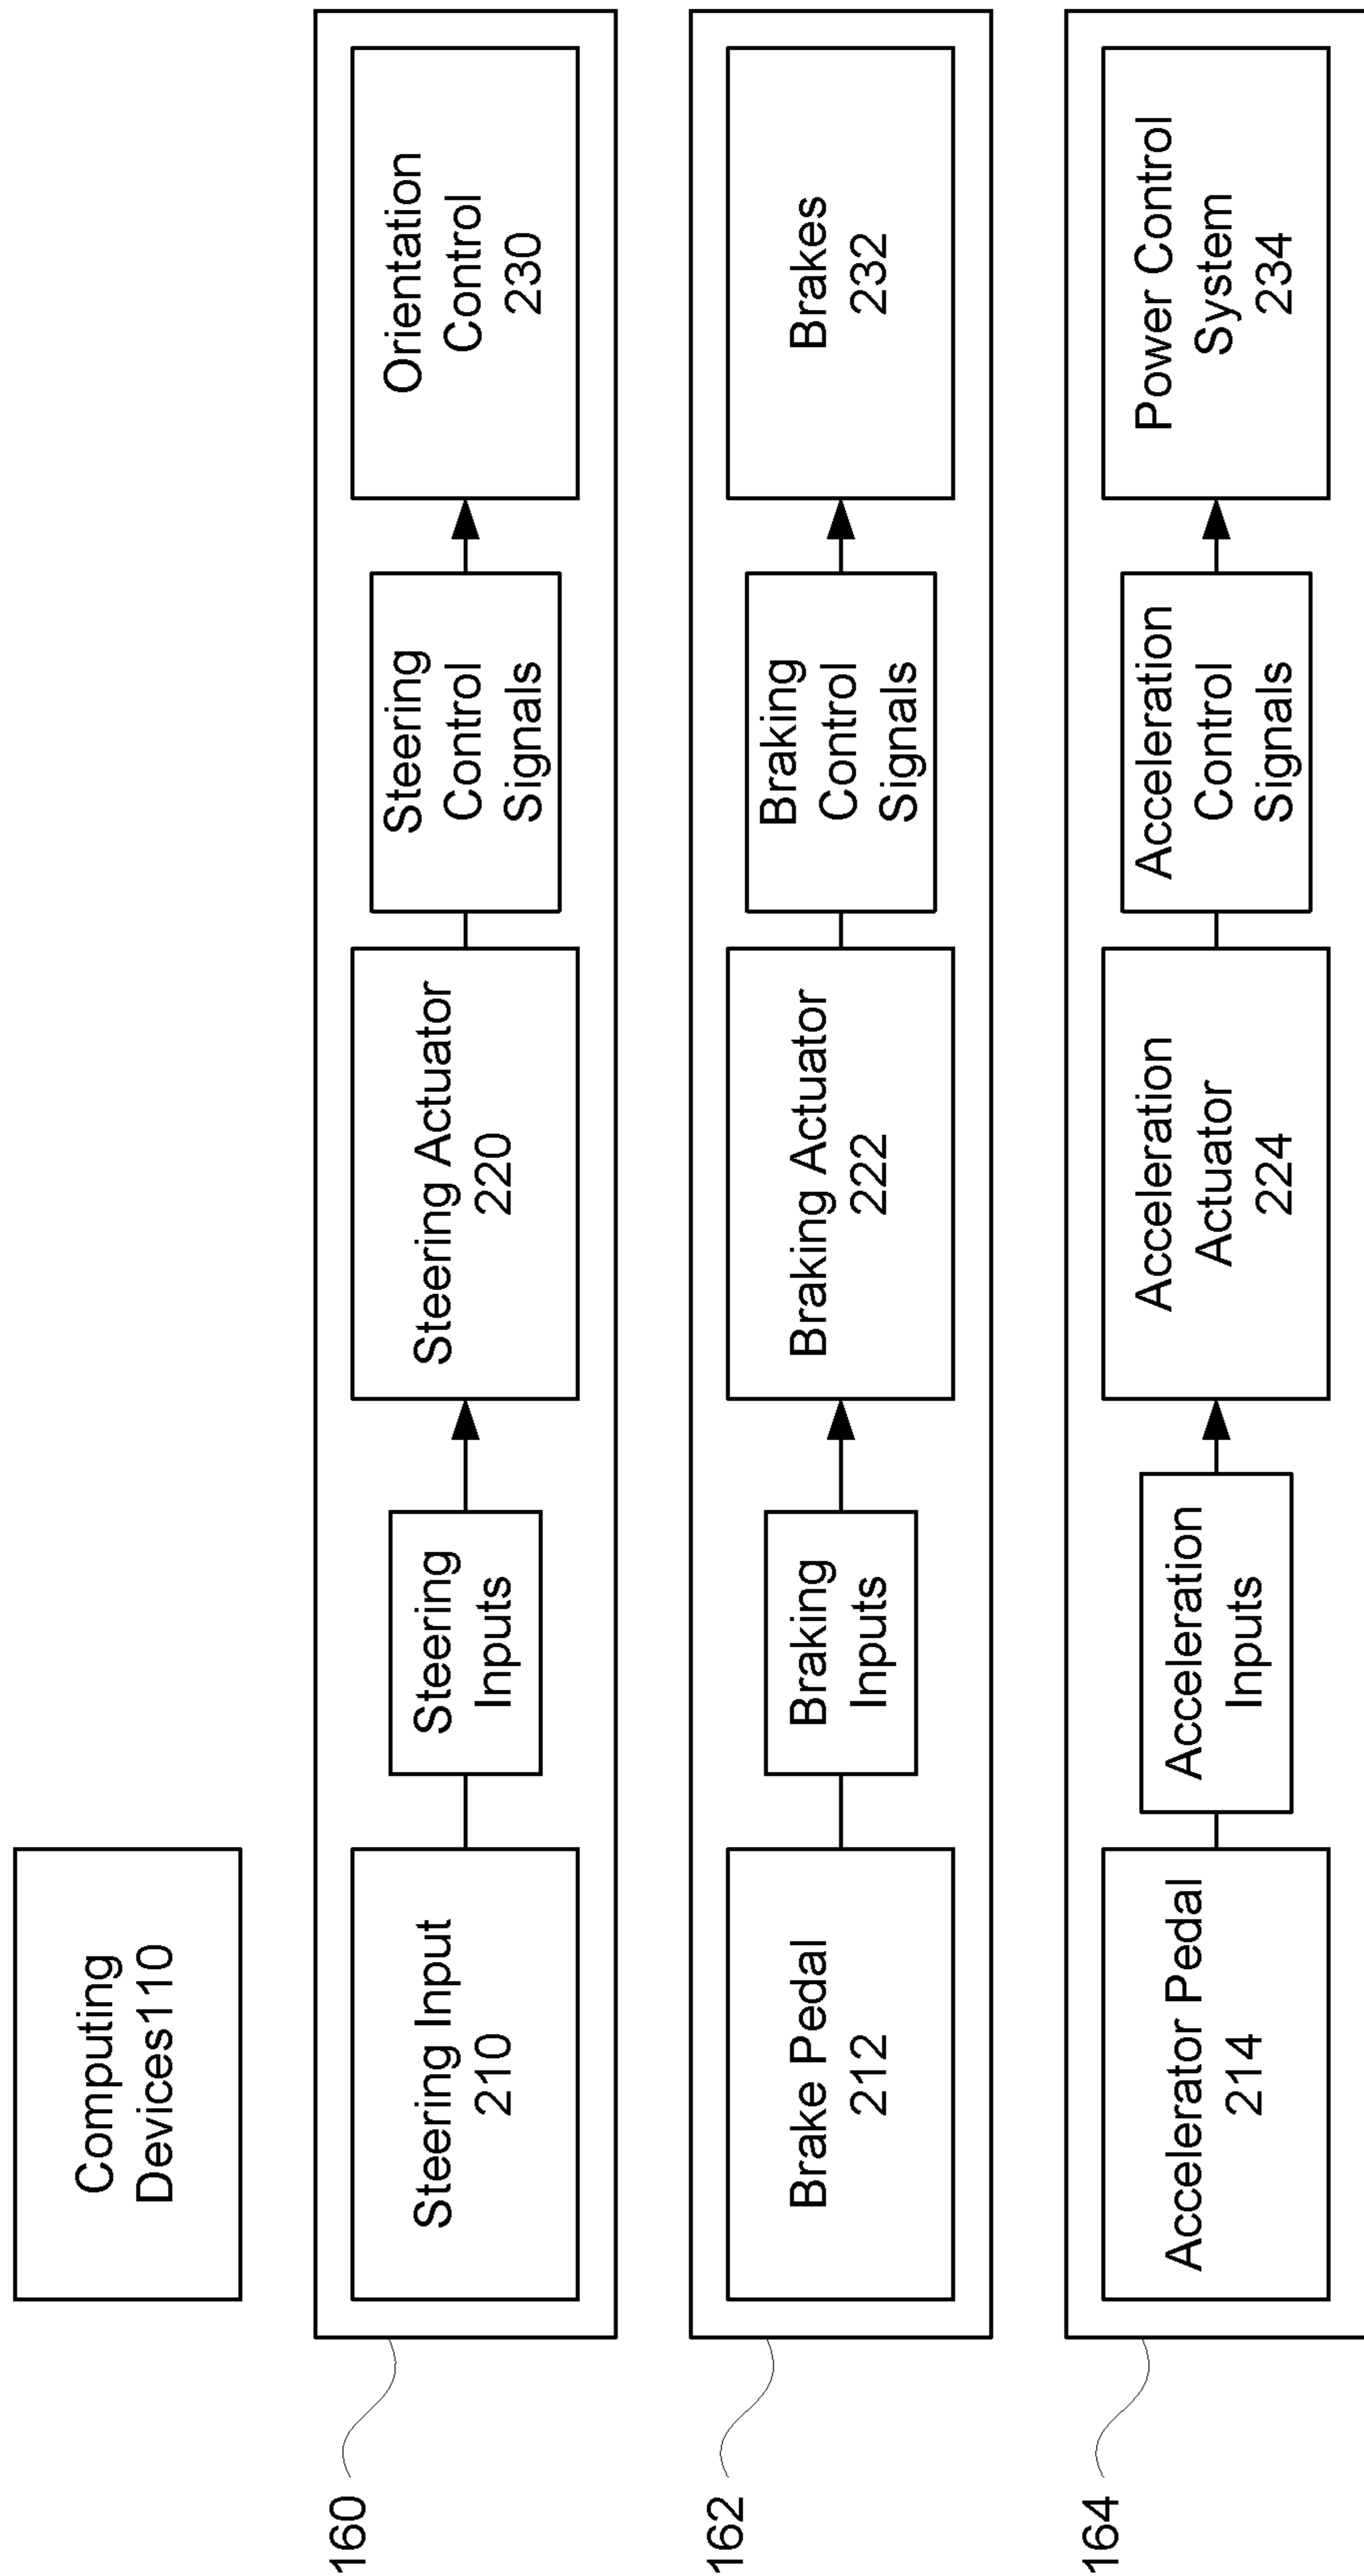 Computing
Devices110
160
Steering Input
210
Steering
Inputs
Steering Actuator
220
Steering
Control
Signals
Orientation
Control
230
162
Brake Pedal
212
Braking
Inputs
Braking Actuator
222
Braking
Control
Signals
Brakes
232
164
Accelerator Pedal
214
Acceleration
Inputs
Acceleration
Actuator
224
Acceleration
Control
Signals
Power Control
System
234